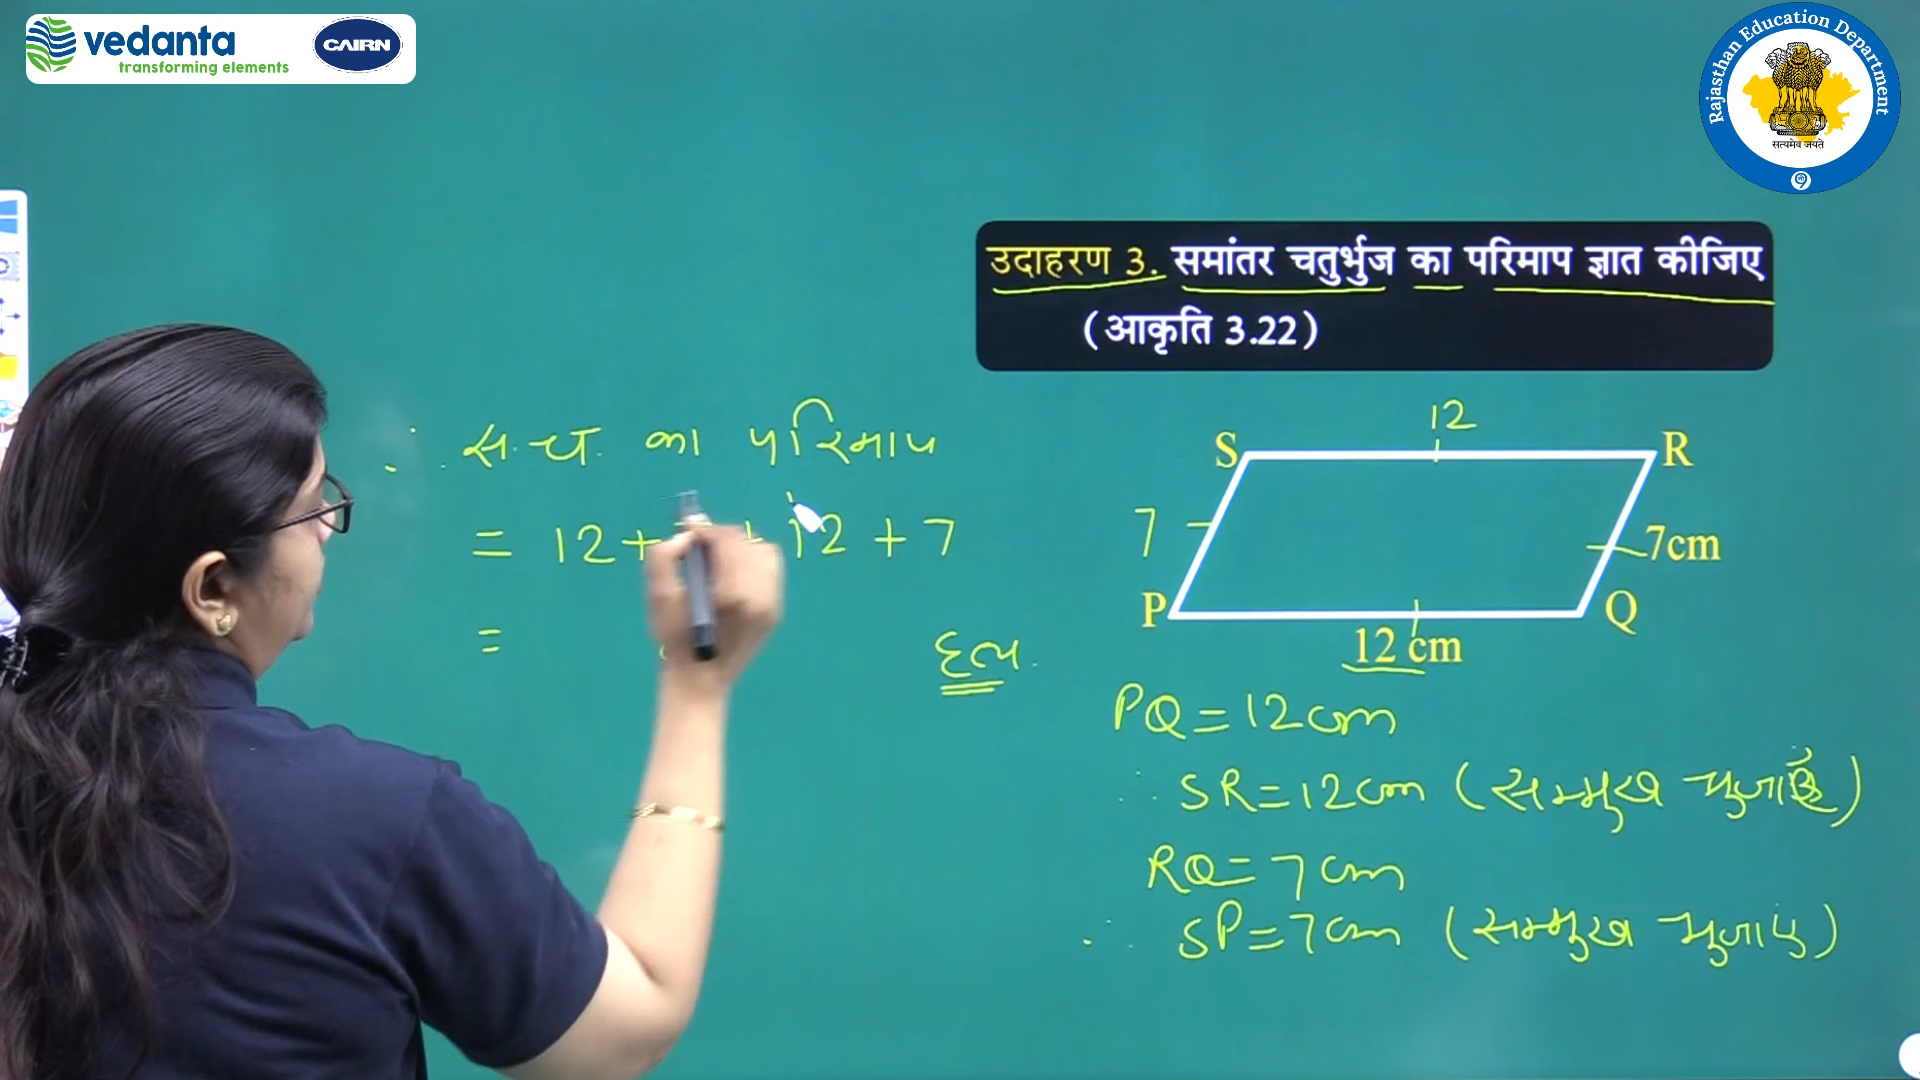 vedanta
transforming elements
CAIRN
Rajasthan Education Department
सत्यमेव जयते
उदाहरण 3. समांतर चतुर्भुज का परिमाप ज्ञात कीजिए
(आकृति 3.22)
12
S
R
7
7cm
P
Q
12 cm
∴ स.च. का परिमाप
= 12 + + 12 + 7
=
हल
PQ = 12cm
∴ SR = 12cm (सम्मुख भुजाएँ)
RQ = 7cm
∴ SP = 7cm (सम्मुख भुजाएं)